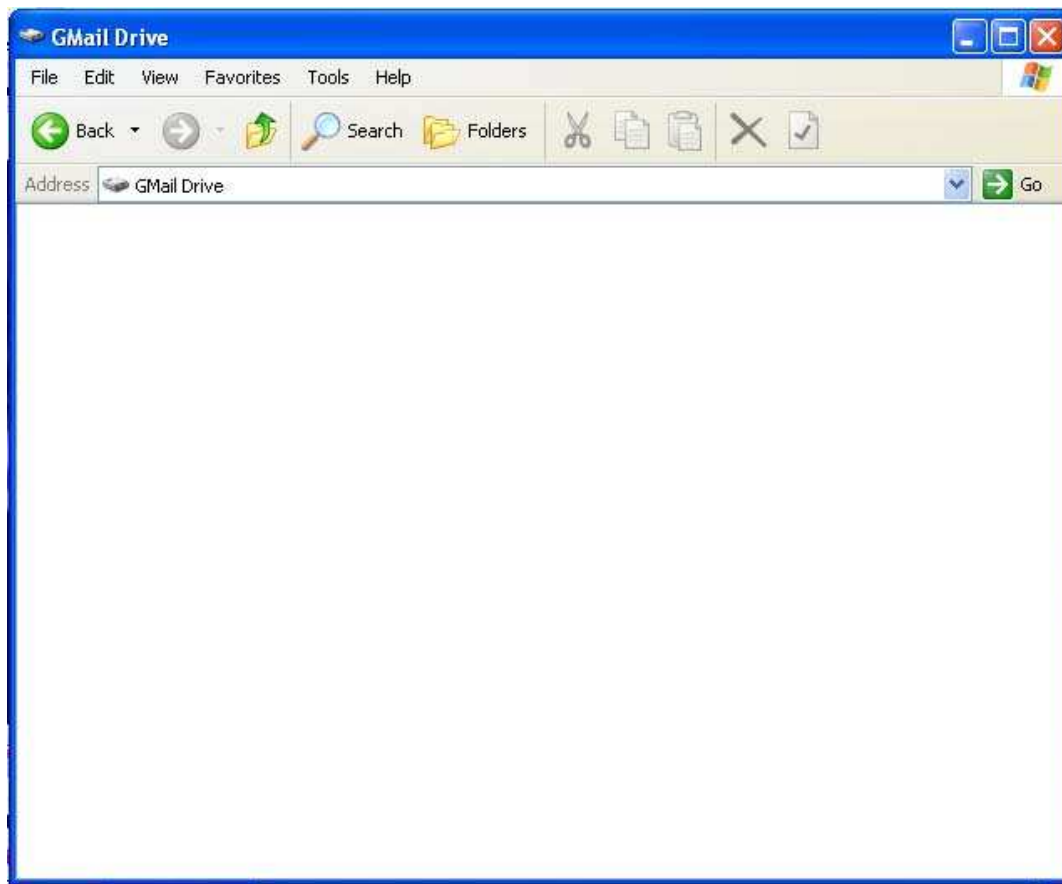 GMail Drive
File Edit View Favorites Tools Help
Back Search Folders
Address GMail Drive Go